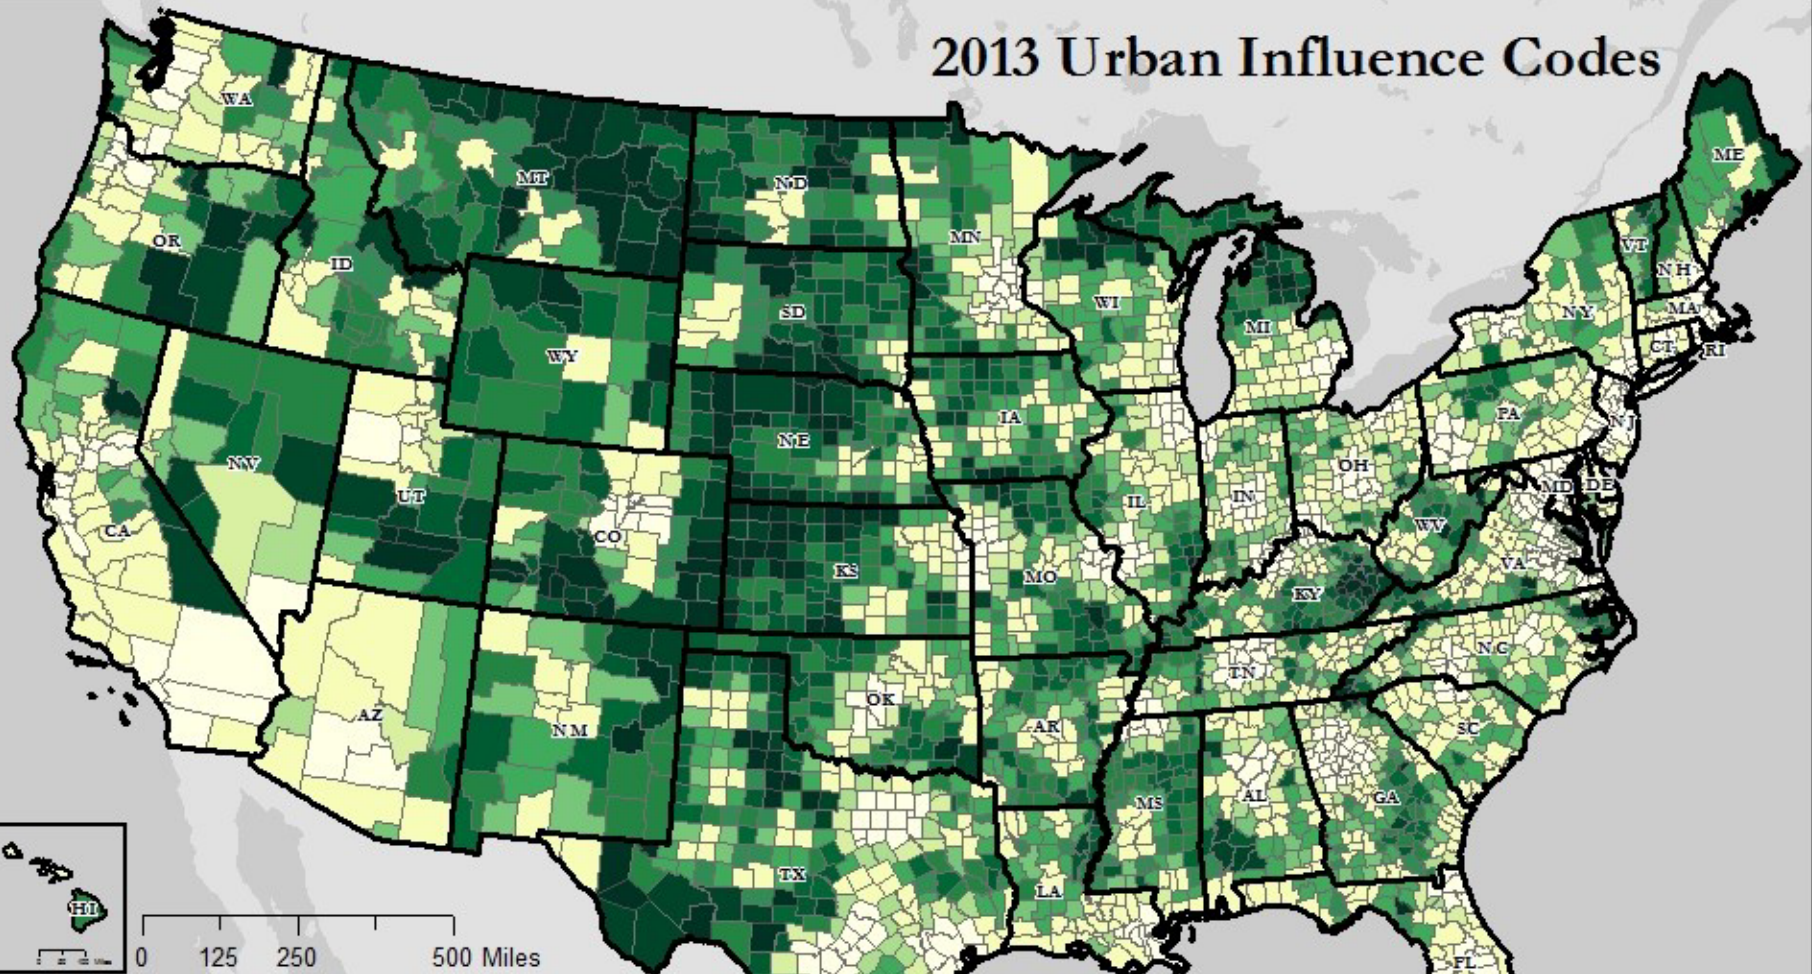 2013 Urban Influence Codes
WA
ME
MT
ND
OR
MN
VT
ID
NH
WI
SD
NY
MA
MI
WY
CT
RI
IA
PA
NE
NJ
NV
OH
UT
IL
IN
MD
DE
CA
CO
WV
VA
KS
MO
KY
NC
TN
OK
AZ
NM
AR
SC
MS
AL
GA
TX
LA
HI
FL
0 125 250 500 Miles